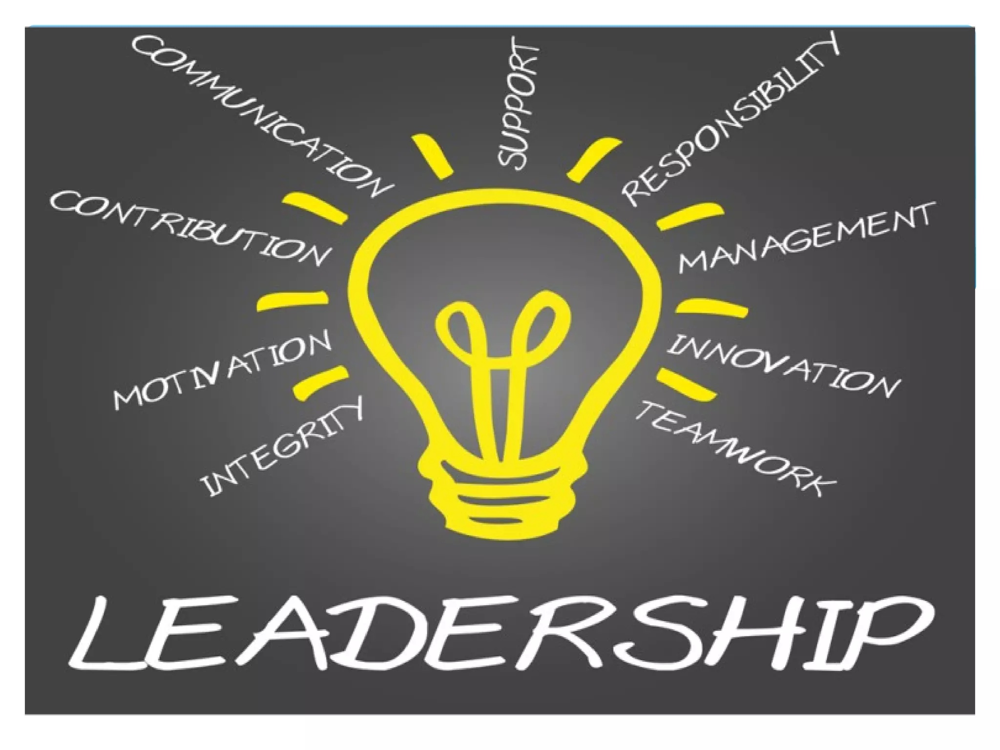 COMMUNICATION
SUPPORT
RESPONSIBILITY
CONTRIBUTION
MANAGEMENT
MOTIVATION
INNOVATION
INTEGRITY
TEAMWORK
LEADERSHIP